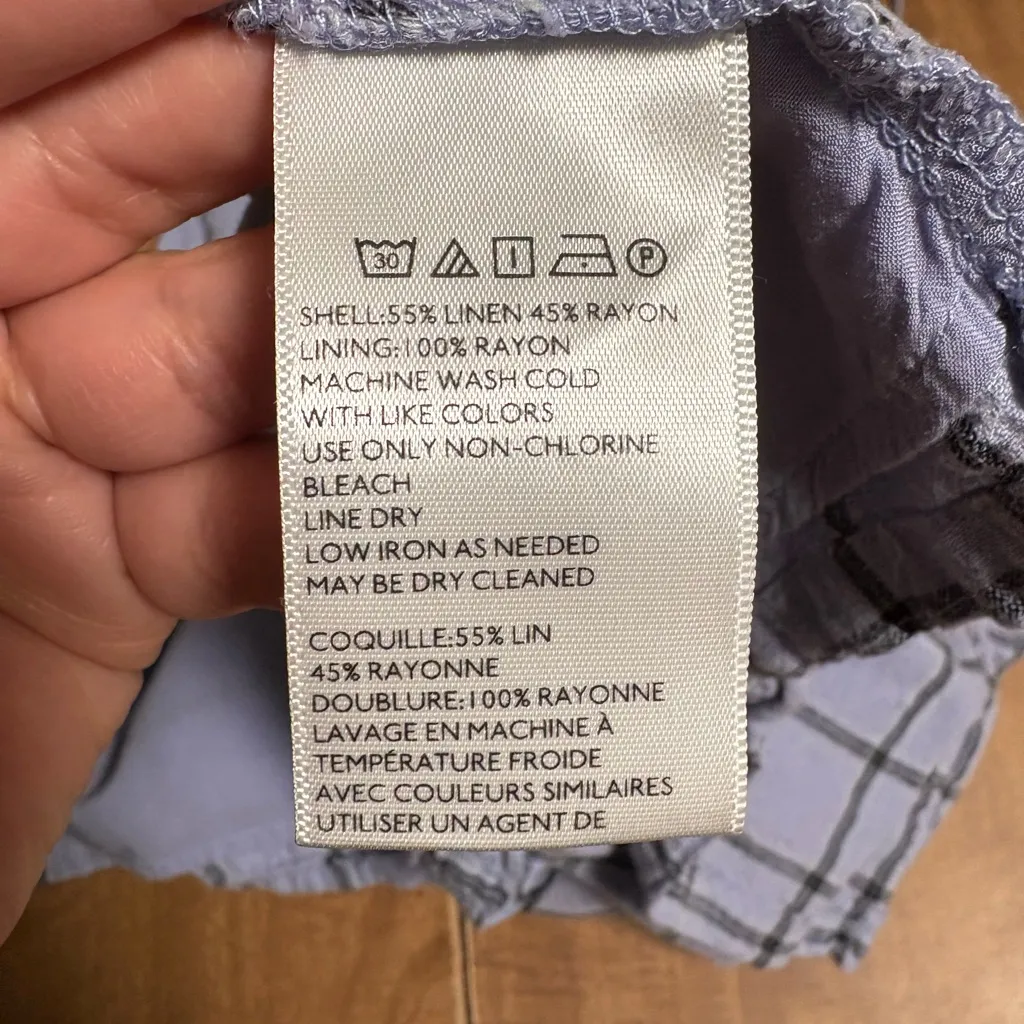 30 P
SHELL:55% LINEN 45% RAYON
LINING:100% RAYON
MACHINE WASH COLD
WITH LIKE COLORS
USE ONLY NON-CHLORINE
BLEACH
LINE DRY
LOW IRON AS NEEDED
MAY BE DRY CLEANED
COQUILLE:55% LIN
45% RAYONNE
DOUBLURE:100% RAYONNE
LAVAGE EN MACHINE À
TEMPÉRATURE FROIDE
AVEC COULEURS SIMILAIRES
UTILISER UN AGENT DE